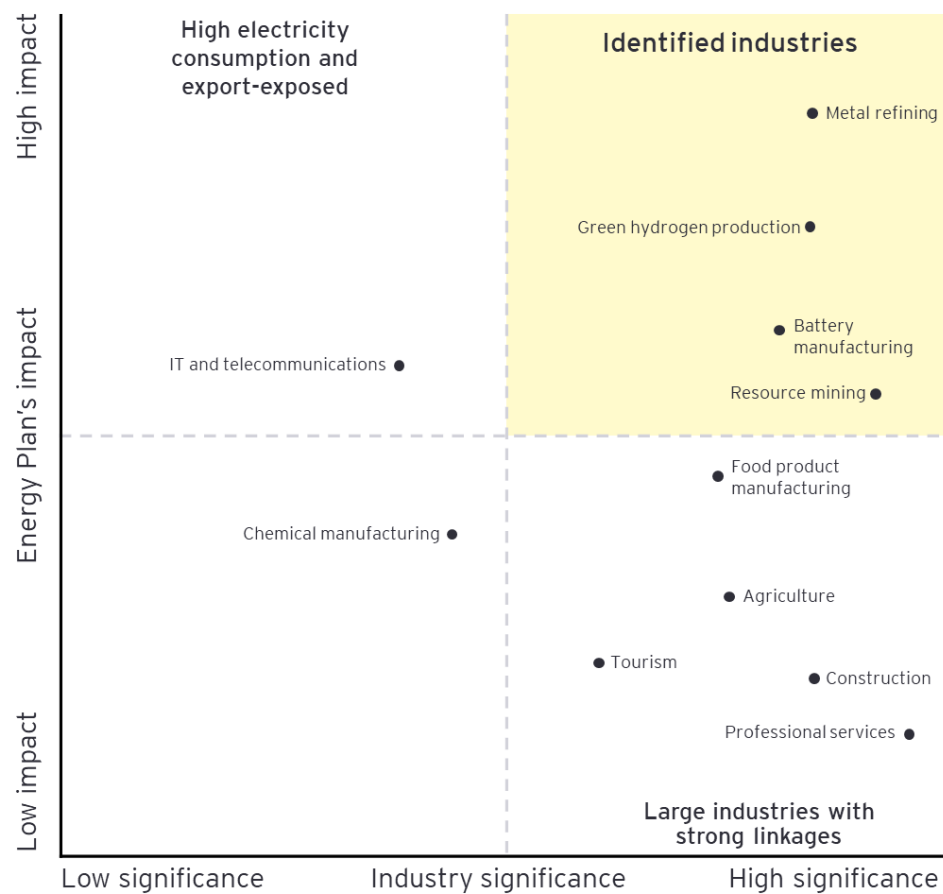 High impact
Energy Plan's impact
Low impact
High electricity
consumption and
export-exposed
Identified industries
Metal refining
Green hydrogen production
Battery
manufacturing
IT and telecommunications
Resource mining
Food product
manufacturing
Chemical manufacturing
Agriculture
Tourism
Construction
Professional services
Large industries with
strong linkages
Low significance
Industry significance
High significance